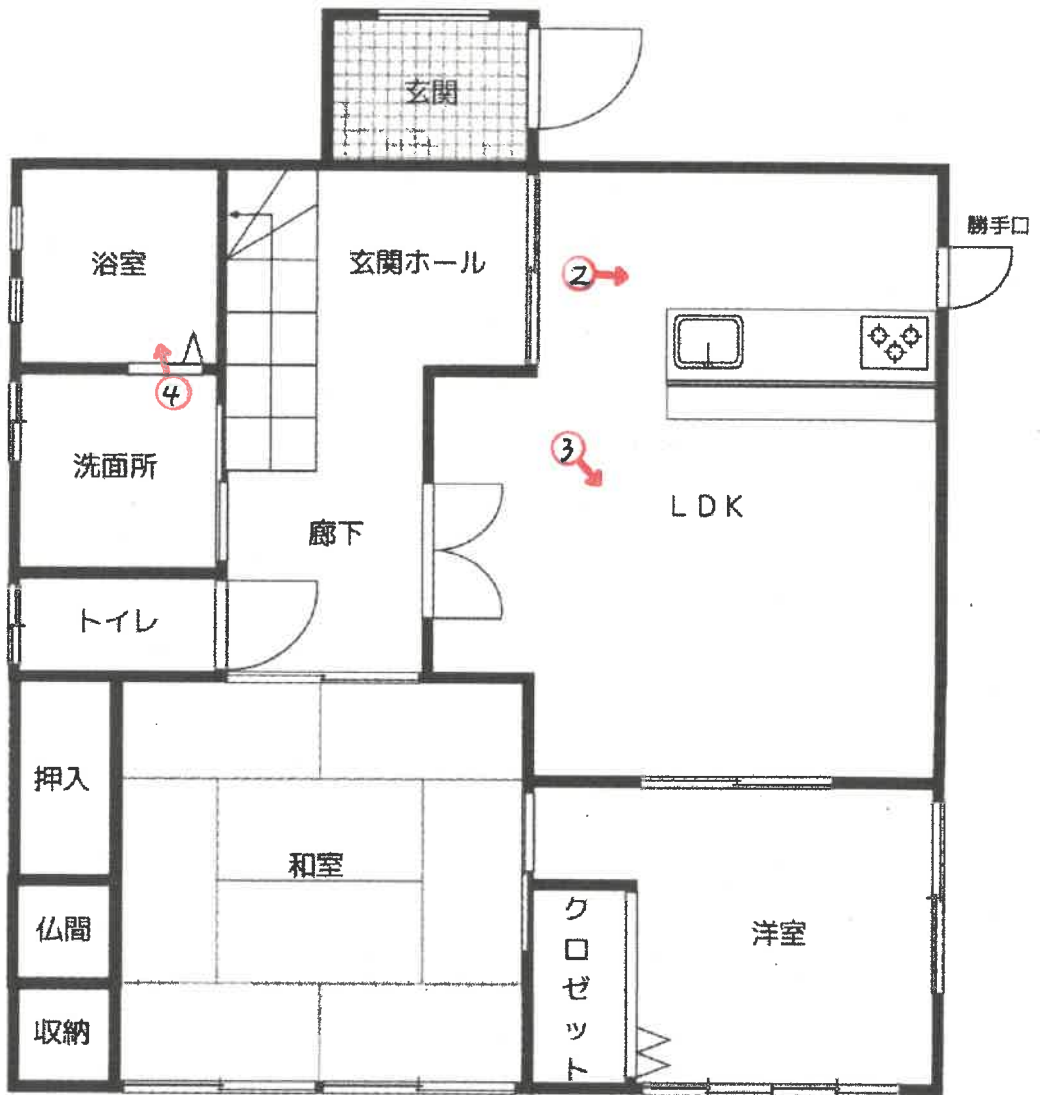 玄関
勝手口
浴室
玄関ホール
②
④
③
洗面所
LDK
廊下
トイレ
押入
和室
仏間
クロゼット
洋室
収納